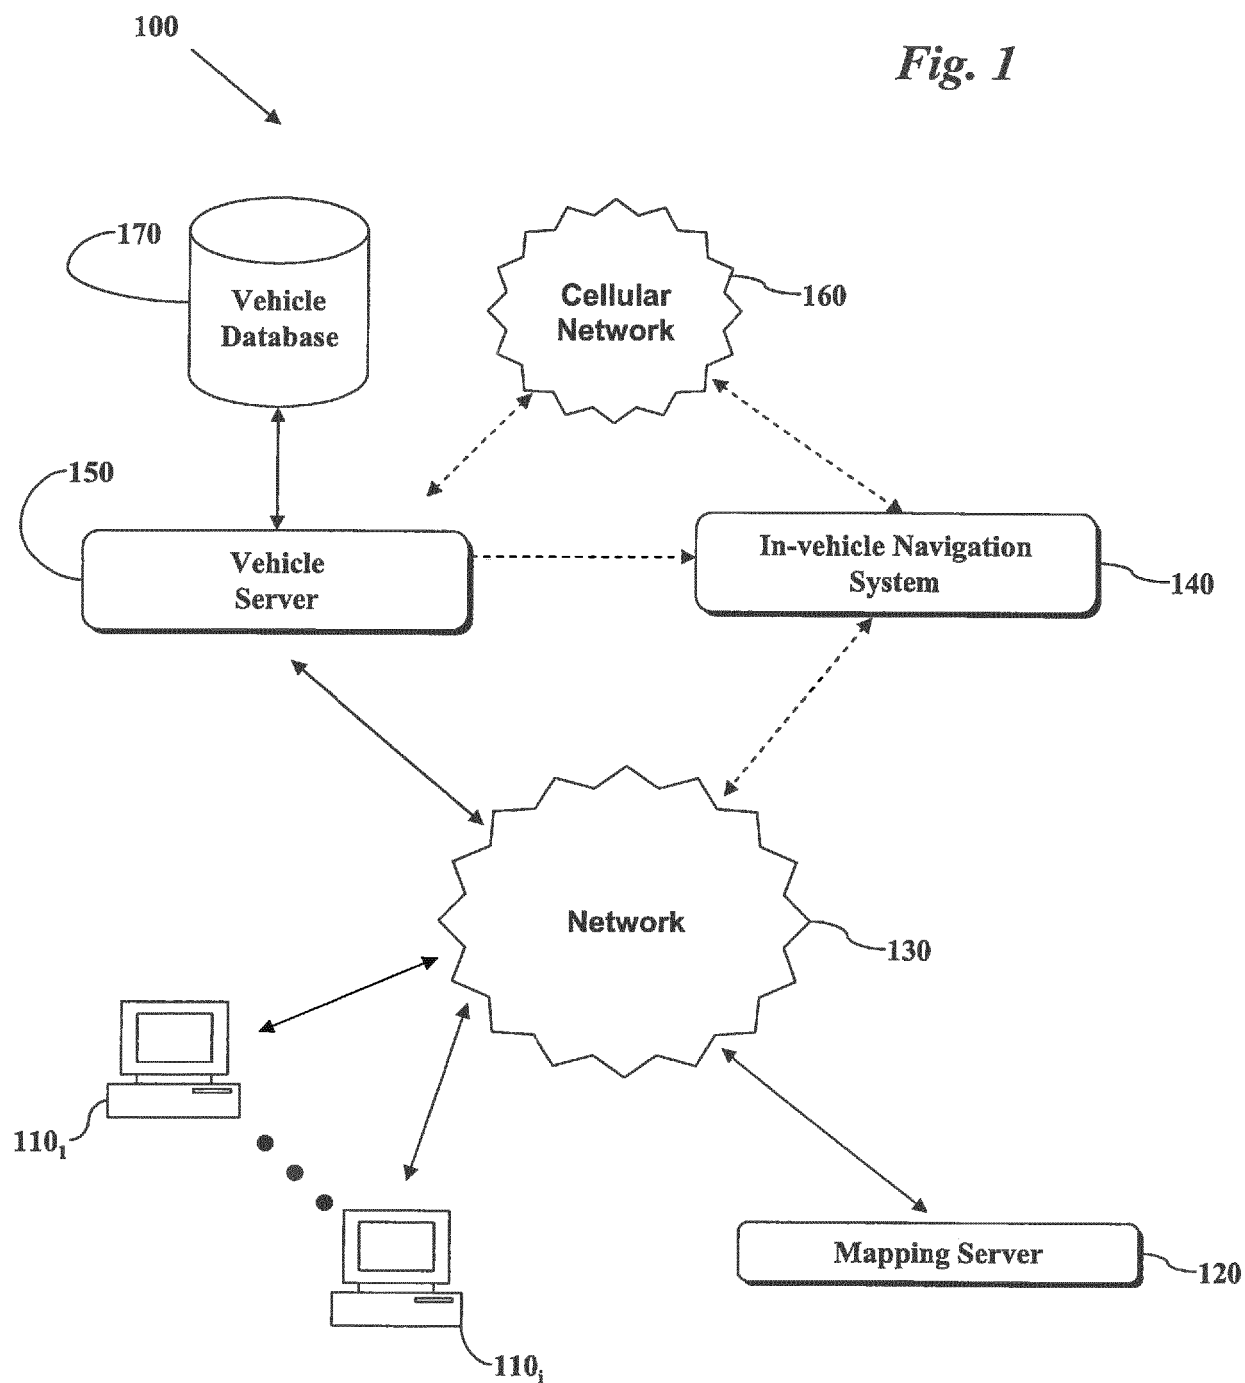 100
Fig. 1
170
Vehicle
Database
Cellular
Network
160
150
Vehicle
Server
In-vehicle Navigation
System
140
Network
130
110₁
Mapping Server
120
110ᵢ